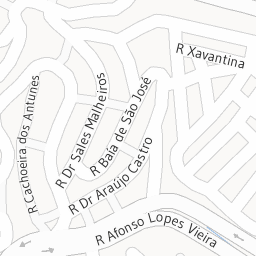 R Xavantina
R Cachoeira dos Antunes
R Dr Sales Malheiros
R Baía de São José
R Dr Araújo Castro
R Afonso Lopes Vieira